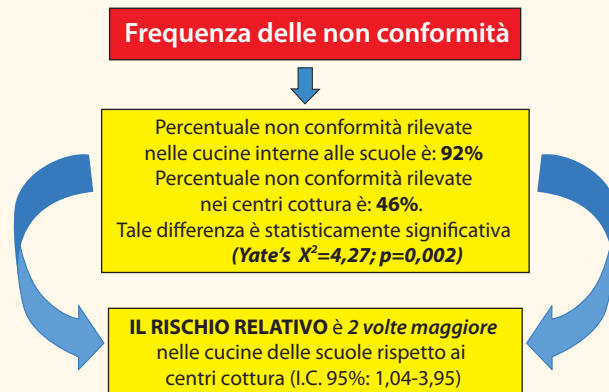 Frequenza delle non conformità
Percentuale non conformità rilevate
nelle cucine interne alle scuole è: 92%
Percentuale non conformità rilevate
nei centri cottura è: 46%.
Tale differenza è statisticamente significativa
(Yate's X²=4,27; p=0,002)
IL RISCHIO RELATIVO è 2 volte maggiore
nelle cucine delle scuole rispetto ai
centri cottura (I.C. 95%: 1,04-3,95)